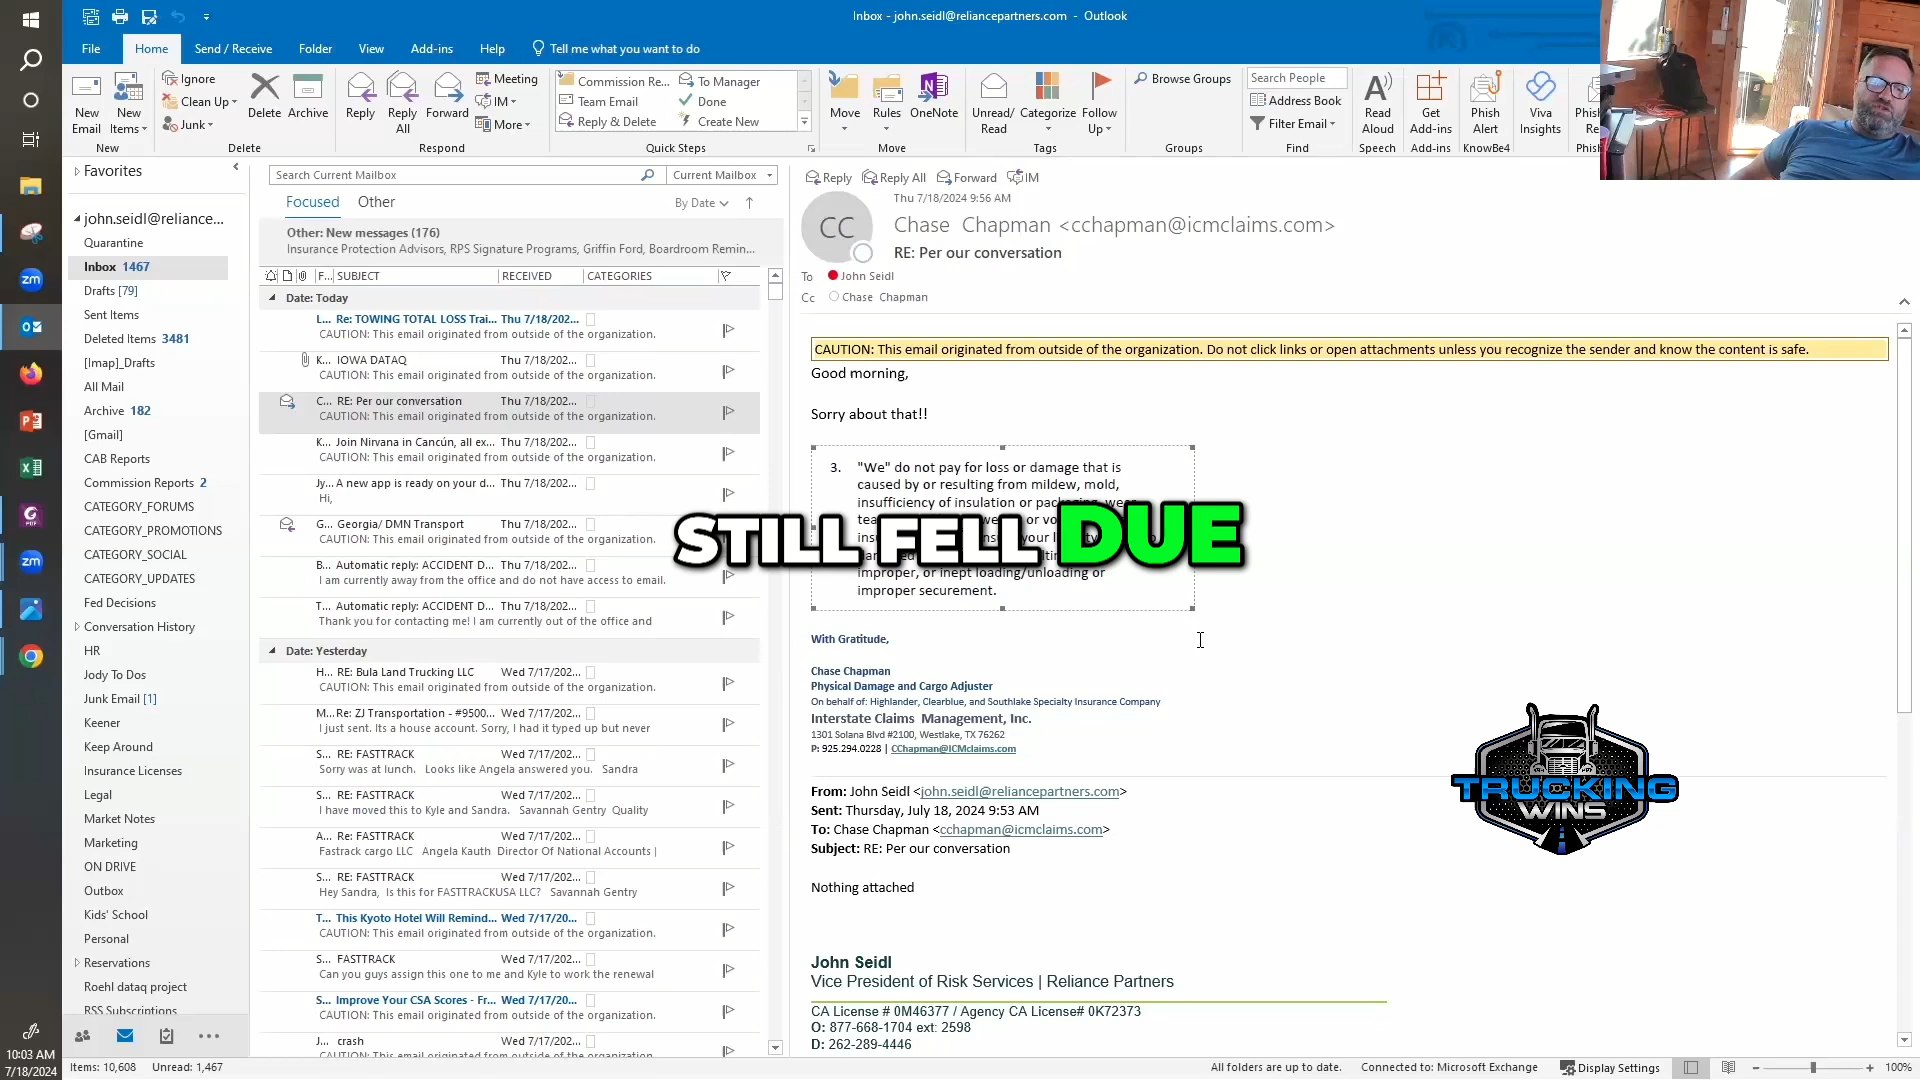 Inbox - john.seidl@reliancepartners.com - Outlook
File Home Send / Receive Folder View Add-ins Help Tell me what you want to do
New Email
New Items
New
Ignore
Clean Up
Junk
Delete
Archive
Delete
Reply
Reply All
Forward
Meeting
IM
More
Respond
Commission Re...
Team Email
Reply & Delete
To Manager
Done
Create New
Quick Steps
Move
Rules
OneNote
Move
Unread/ Read
Categorize
Follow Up
Tags
Browse Groups
Groups
Search People
Address Book
Filter Email
Find
Read Aloud
Speech
Get Add-ins
Add-ins
Phish Alert
KnowBe4
Viva Insights
Favorites
john.seidl@reliance...
Quarantine
Inbox 1467
Drafts [79]
Sent Items
Deleted Items 3481
[Imap]_Drafts
All Mail
Archive 182
[Gmail]
CAB Reports
Commission Reports 2
CATEGORY_FORUMS
CATEGORY_PROMOTIONS
CATEGORY_SOCIAL
CATEGORY_UPDATES
Fed Decisions
Conversation History
HR
Jody To Dos
Junk Email [1]
Keener
Keep Around
Insurance Licenses
Legal
Market Notes
Marketing
ON DRIVE
Outbox
Kids' School
Personal
Reservations
Roehl dataq project
RSS Subscriptions
Search Current Mailbox
Current Mailbox
Focused Other
By Date
Other: New messages (176)
Insurance Protection Advisors, RPS Signature Programs, Griffin Ford, Boardroom Remin...
F... SUBJECT RECEIVED CATEGORIES
Date: Today
L... Re: TOWING TOTAL LOSS Trai... Thu 7/18/202...
CAUTION: This email originated from outside of the organization.
K... IOWA DATAQ Thu 7/18/202...
CAUTION: This email originated from outside of the organization.
C... RE: Per our conversation Thu 7/18/202...
CAUTION: This email originated from outside of the organization.
K... Join Nirvana in Cancún, all ex... Thu 7/18/202...
CAUTION: This email originated from outside of the organization.
Jy... A new app is ready on your d... Thu 7/18/202...
Hi,
G... Georgia/ DMN Transport Thu 7/18/202...
CAUTION: This email originated from outside of the organization.
B... Automatic reply: ACCIDENT D... Thu 7/18/202...
I am currently away from the office and do not have access to email.
T... Automatic reply: ACCIDENT D... Thu 7/18/202...
Thank you for contacting me! I am currently out of the office and
Date: Yesterday
H... RE: Bula Land Trucking LLC Wed 7/17/202...
CAUTION: This email originated from outside of the organization.
M... Re: ZJ Transportation - #9500... Wed 7/17/202...
I just sent. Its a house account. Sorry, I had it typed up but never
S... RE: FASTTRACK Wed 7/17/202...
Sorry was at lunch. Looks like Angela answered you. Sandra
S... RE: FASTTRACK Wed 7/17/202...
I have moved this to Kyle and Sandra. Savannah Gentry Quality
A... Re: FASTTRACK Wed 7/17/202...
Fastrack cargo LLC Angela Kauth Director Of National Accounts |
S... RE: FASTTRACK Wed 7/17/202...
Hey Sandra, Is this for FASTTRACKUSA LLC? Savannah Gentry
T... This Kyoto Hotel Will Remind... Wed 7/17/20...
CAUTION: This email originated from outside of the organization.
S... FASTTRACK Wed 7/17/202...
Can you guys assign this one to me and Kyle to work the renewal
S... Improve Your CSA Scores - Fr... Wed 7/17/20...
CAUTION: This email originated from outside of the organization.
J... crash Wed 7/17/202...
CAUTION: This email originated from outside of the organization.
Reply Reply All Forward IM
Thu 7/18/2024 9:56 AM
CC
Chase Chapman <cchapman@icmclaims.com>
RE: Per our conversation
To John Seidl
Cc Chase Chapman
CAUTION: This email originated from outside of the organization. Do not click links or open attachments unless you recognize the sender and know the content is safe.
Good morning,
Sorry about that!!
3. "We" do not pay for loss or damage that is
caused by or resulting from mildew, mold,
insufficiency of insulation or packaging, wear
improper, or inept loading/unloading or
improper securement.
STILL FELL DUE
With Gratitude,
Chase Chapman
Physical Damage and Cargo Adjuster
On behalf of: Highlander, Clearblue, and Southlake Specialty Insurance Company
Interstate Claims Management, Inc.
1301 Solana Blvd #2100, Westlake, TX 76262
P: 925.294.0228 | CChapman@ICMclaims.com
TRUCKING
WINS
From: John Seidl <john.seidl@reliancepartners.com>
Sent: Thursday, July 18, 2024 9:53 AM
To: Chase Chapman <cchapman@icmclaims.com>
Subject: RE: Per our conversation
Nothing attached
John Seidl
Vice President of Risk Services | Reliance Partners
CA License # 0M46377 / Agency CA License# 0K72373
O: 877-668-1704 ext: 2598
D: 262-289-4446
10:03 AM
7/18/2024
Items: 10,608 Unread: 1,467
All folders are up to date. Connected to: Microsoft Exchange Display Settings 100%